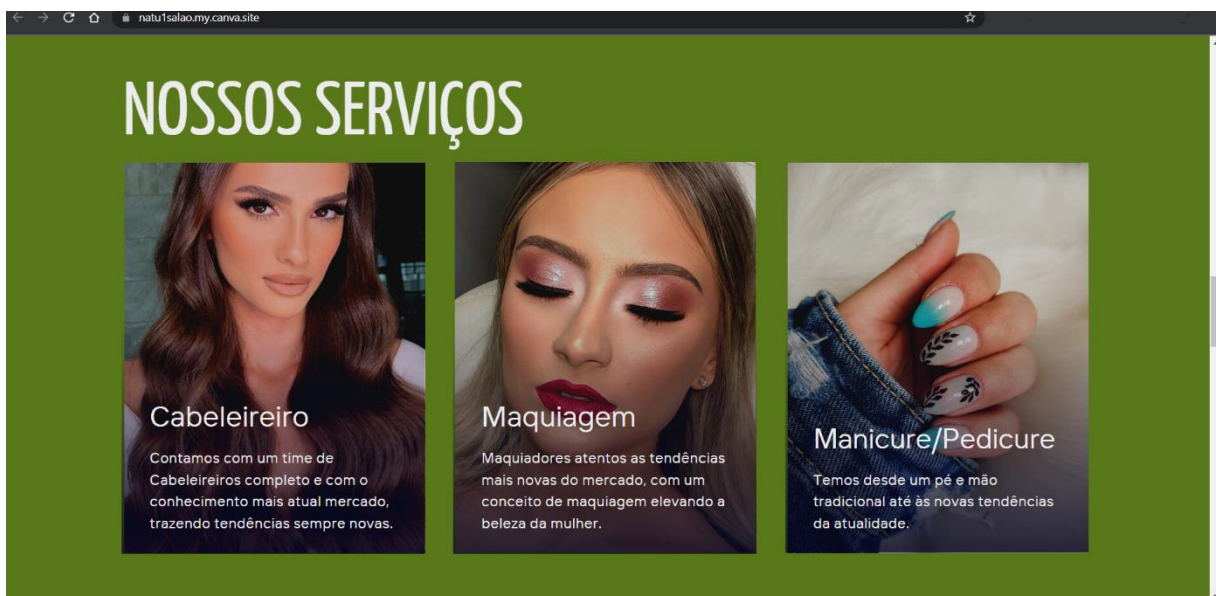 natu1salao.my.canva.site
NOSSOS SERVIÇOS
Cabeleireiro
Contamos com um time de
Cabeleireiros completo e com o
conhecimento mais atual mercado,
trazendo tendências sempre novas.
Maquiagem
Maquiadores atentos as tendências
mais novas do mercado, com um
conceito de maquiagem elevando a
beleza da mulher.
Manicure/Pedicure
Temos desde um pé e mão
tradicional até às novas tendências
da atualidade.